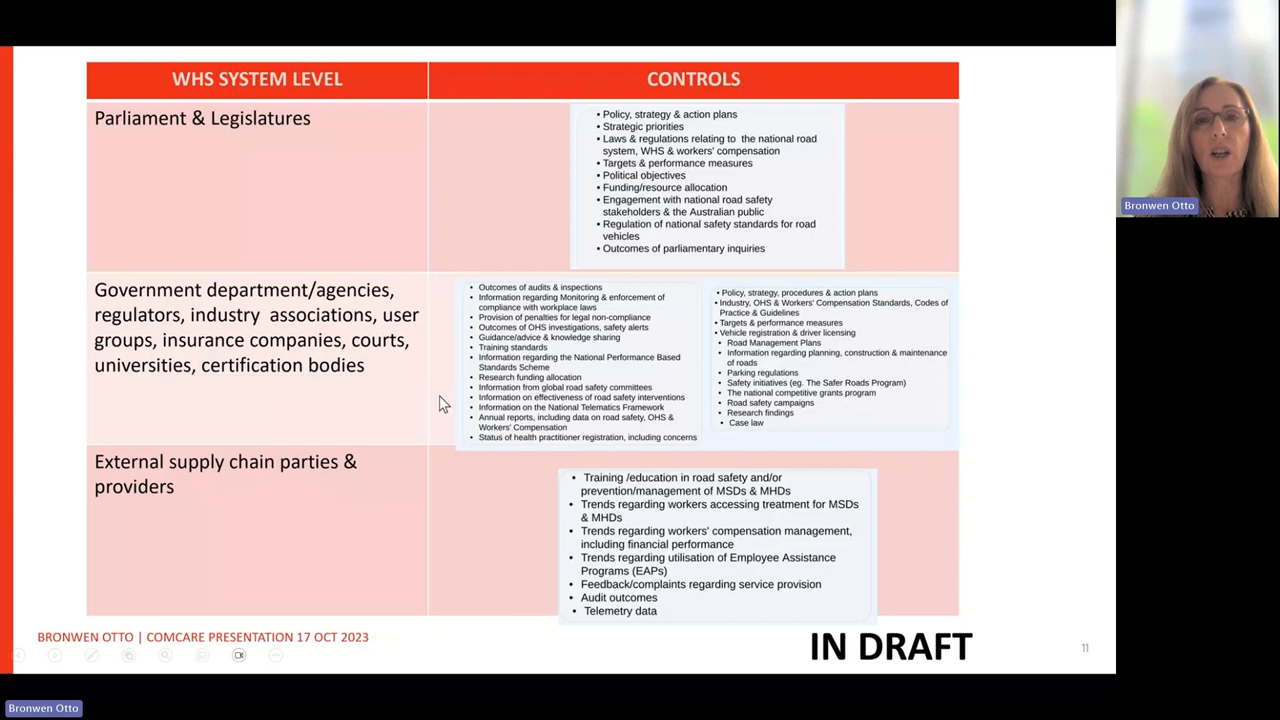 WHS SYSTEM LEVEL
CONTROLS
Parliament & Legislatures
• Policy, strategy & action plans
• Strategic priorities
• Laws & regulations relating to the national road
system, WHS & workers' compensation
• Targets & performance measures
• Political objectives
• Funding/resource allocation
• Engagement with national road safety
stakeholders & the Australian public
• Regulation of national safety standards for road
vehicles
• Outcomes of parliamentary inquiries
Government department/agencies,
regulators, industry associations, user
groups, insurance companies, courts,
universities, certification bodies
• Outcomes of audits & inspections
• Information regarding Monitoring & enforcement of
compliance with workplace laws
• Provision of penalties for legal non-compliance
• Outcomes of OHS investigations, safety alerts
• Guidance/advice & knowledge sharing
• Training standards
• Information regarding the National Performance Based
Standards Scheme
• Research funding allocation
• Information from global road safety committees
• Information on effectiveness of road safety interventions
• Information on the National Telematics Framework
• Annual reports, including data on road safety, OHS &
Workers' Compensation
• Status of health practitioner registration, including concerns
• Policy, strategy, procedures & action plans
• Industry, OHS & Workers' Compensation Standards, Codes of
Practice & Guidelines
• Targets & performance measures
• Vehicle registration & driver licensing
• Road Management Plans
• Information regarding planning, construction & maintenance
of roads
• Parking regulations
• Safety initiatives (eg. The Safer Roads Program)
• The national competitive grants program
• Road safety campaigns
• Research findings
• Case law
External supply chain parties &
providers
• Training /education in road safety and/or
prevention/management of MSDs & MHDs
• Trends regarding workers accessing treatment for MSDs
& MHDs
• Trends regarding workers' compensation management,
including financial performance
• Trends regarding utilisation of Employee Assistance
Programs (EAPs)
• Feedback/complaints regarding service provision
• Audit outcomes
• Telemetry data
BRONWEN OTTO | COMCARE PRESENTATION 17 OCT 2023
IN DRAFT
11
Bronwen Otto
Bronwen Otto